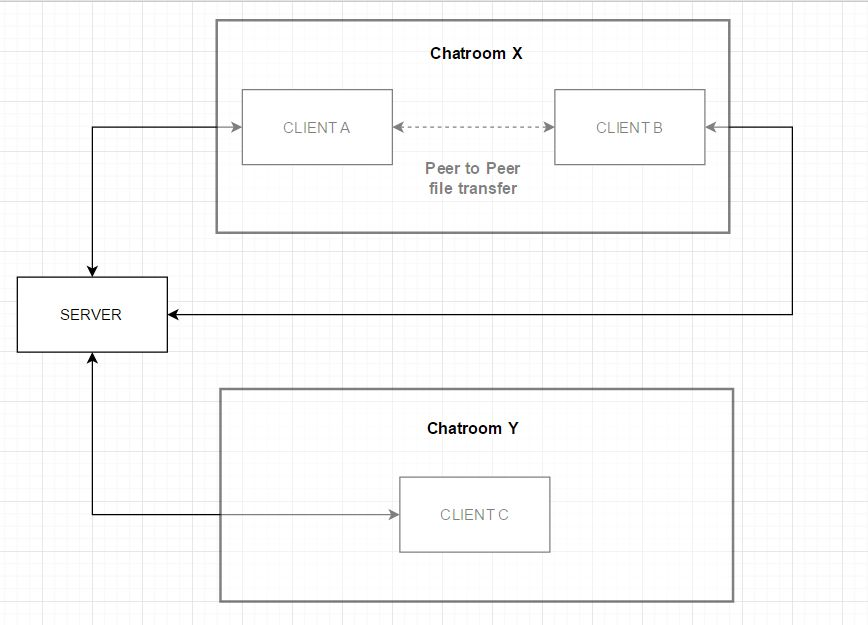 Chatroom X
CLIENT A
CLIENT B
Peer to Peer
file transfer
SERVER
Chatroom Y
CLIENT C